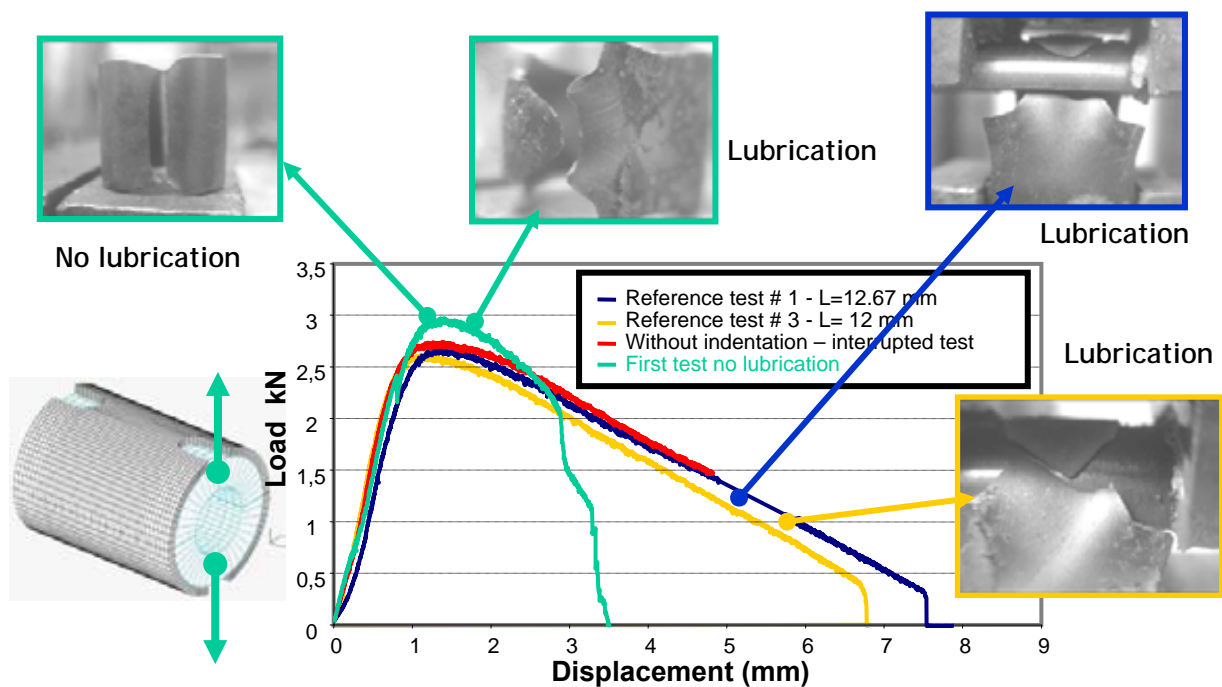 Lubrication
Lubrication
No lubrication
Lubrication
Reference test # 1 - L=12.67 mm
Reference test # 3 - L= 12 mm
Without indentation – interrupted test
First test no lubrication
Load kN
3,5
3
2,5
2
1,5
1
0,5
0
0 1 2 3 4 5 6 7 8 9
Displacement (mm)